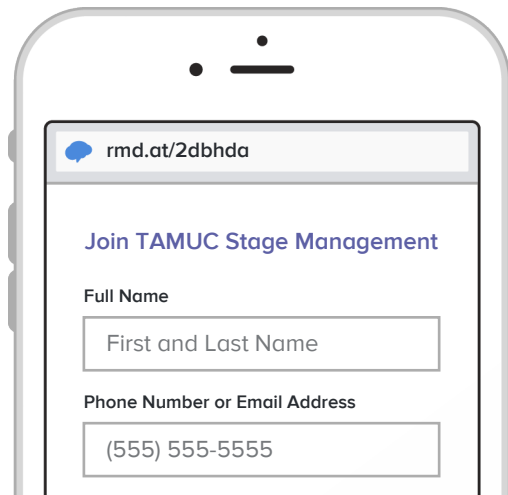 rmd.at/2dbhda
Join TAMUC Stage Management
Full Name
First and Last Name
Phone Number or Email Address
(555) 555-5555